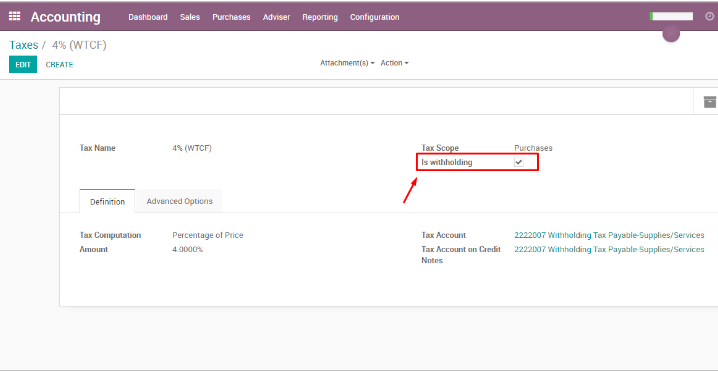 Accounting Dashboard Sales Purchases Adviser Reporting Configuration
Taxes / 4% (WTCF)
EDIT CREATE Attachment(s) Action
Tax Name 4% (WTCF) Tax Scope Purchases
Is withholding
Definition Advanced Options
Tax Computation Percentage of Price Tax Account 2222007 Withholding Tax Payable-Supplies/Services
Amount 4.0000% Tax Account on Credit 2222007 Withholding Tax Payable-Supplies/Services
Notes